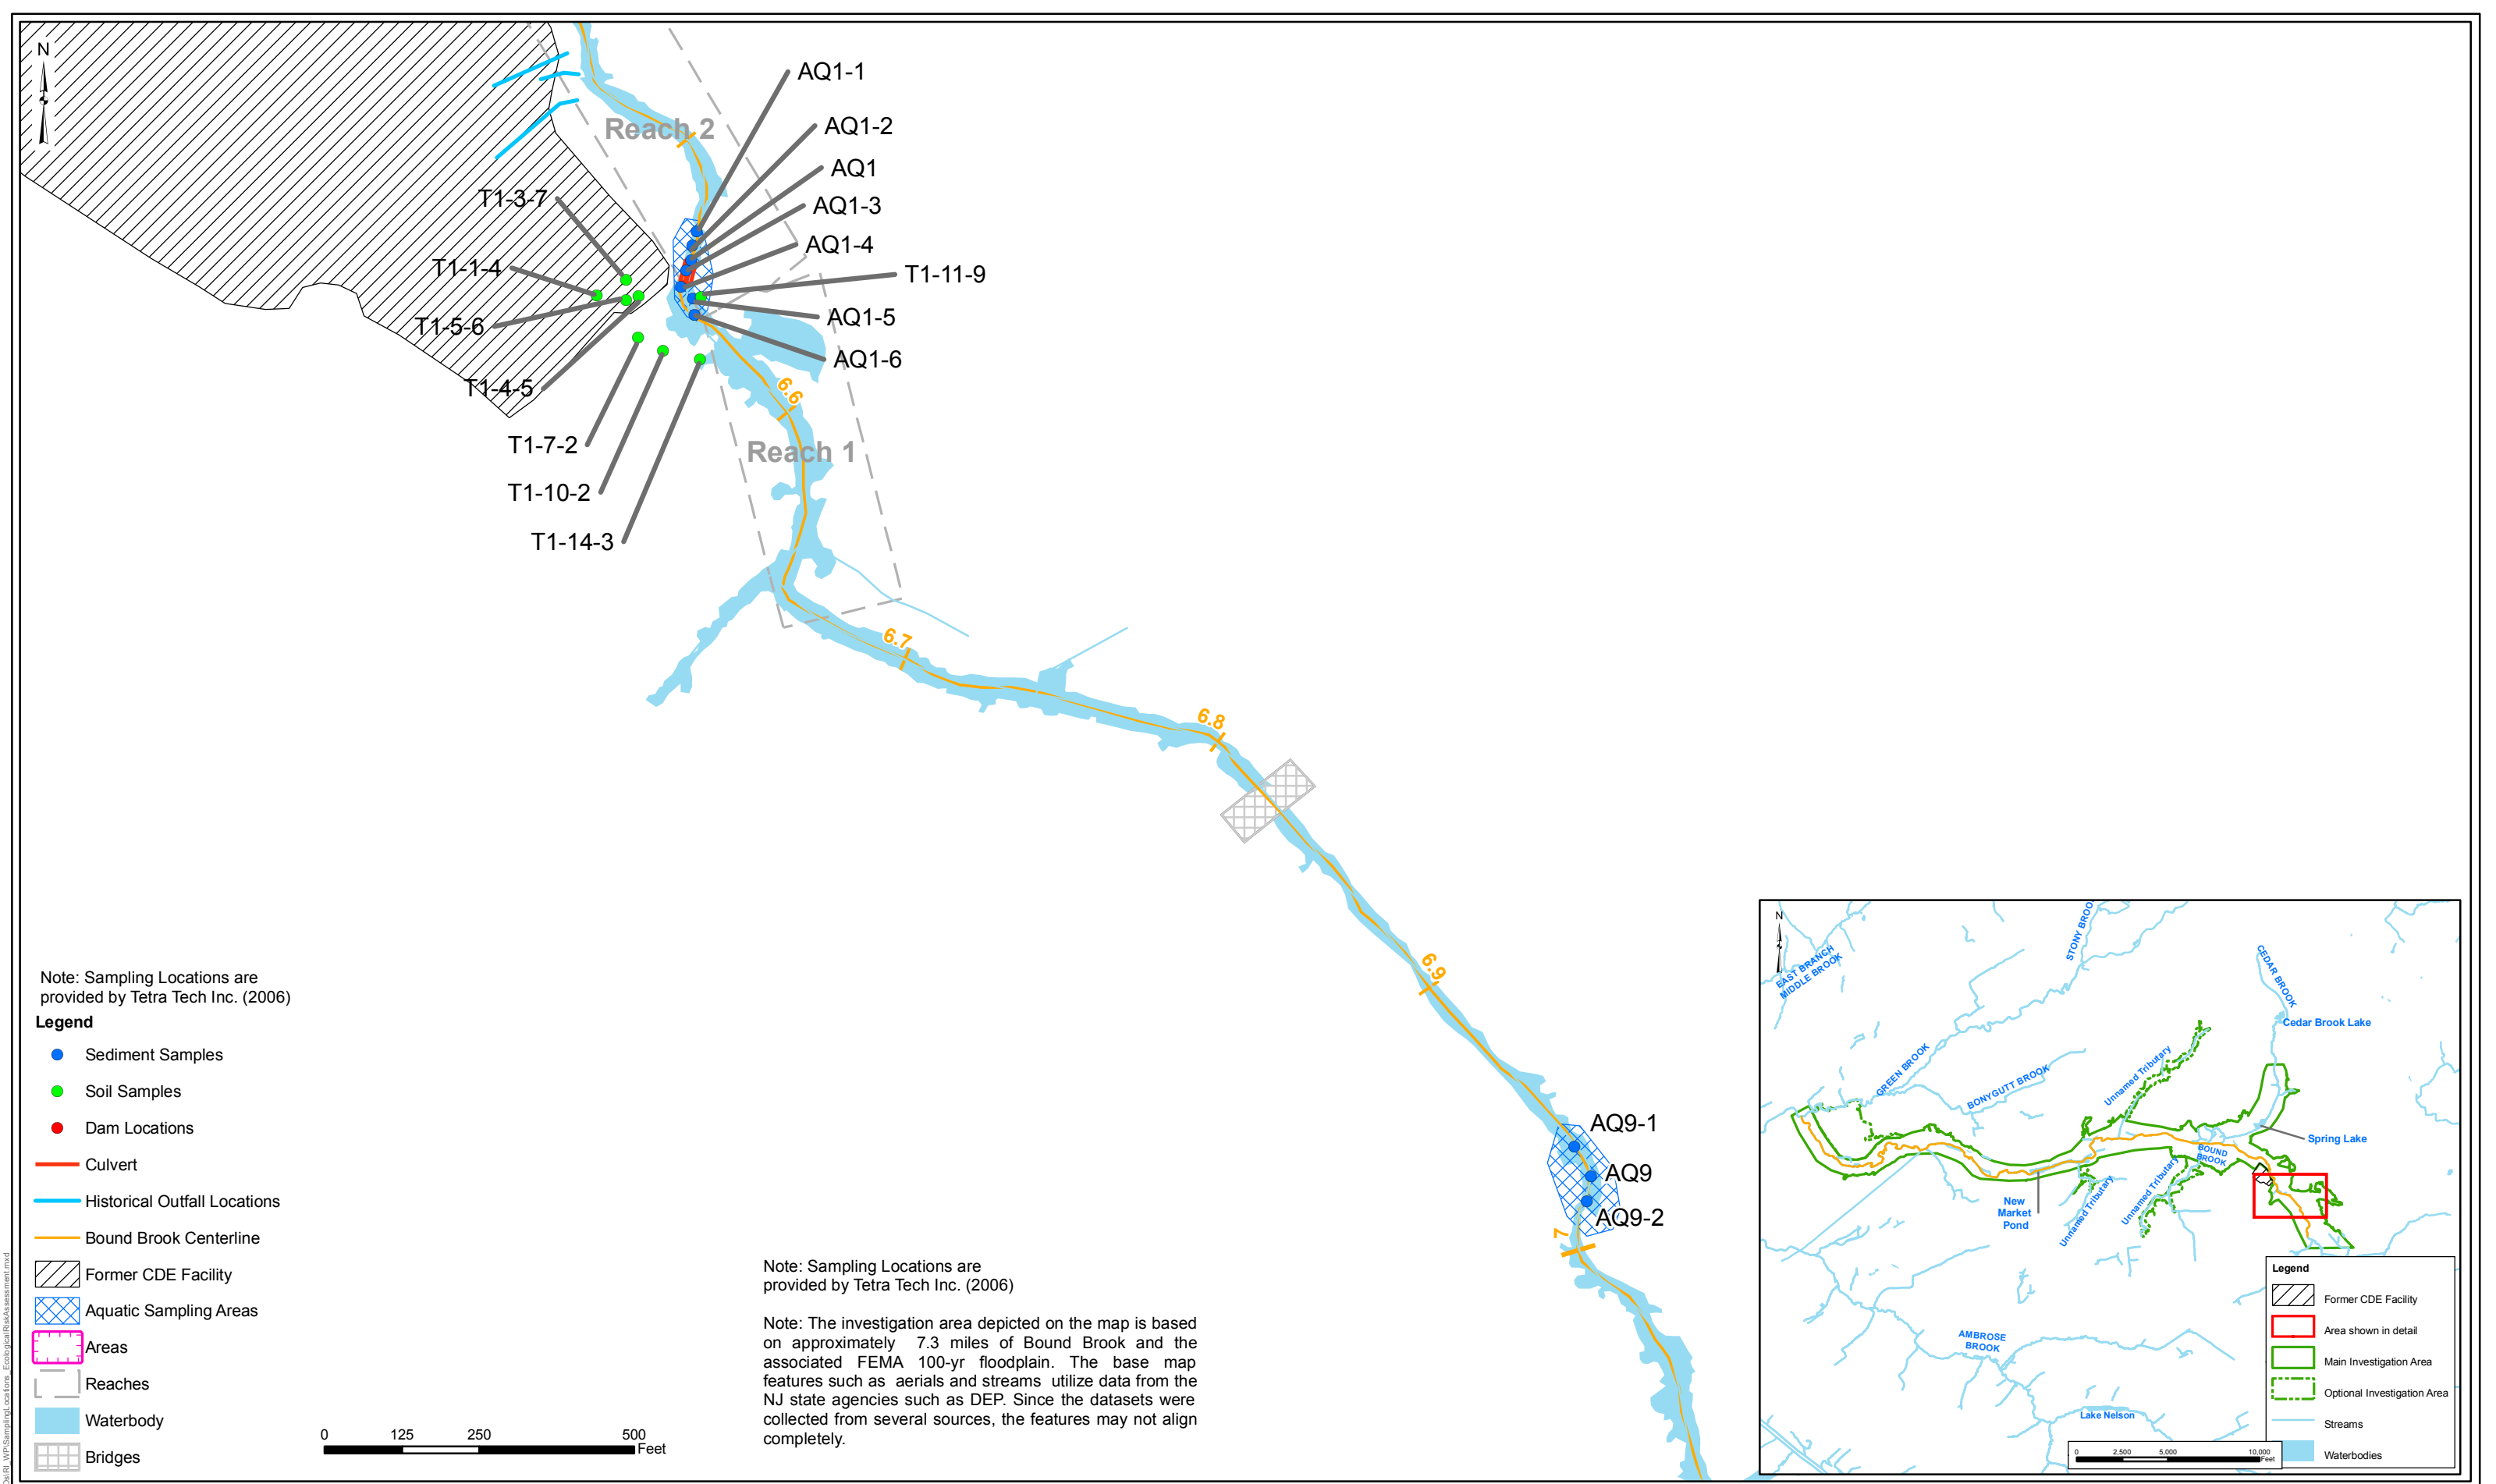 N
AQ1-1
AQ1-2
Reach 2
AQ1
T1-3-7
AQ1-3
AQ1-4
T1-1-4
T1-11-9
T1-5-6
AQ1-5
AQ1-6
T1-4-5
6.6
T1-7-2
Reach 1
T1-10-2
T1-14-3
6.7
6.8
6.9
AQ9-1
AQ9
AQ9-2
7
Note: Sampling Locations are
provided by Tetra Tech Inc. (2006)
Legend
Sediment Samples
Soil Samples
Dam Locations
Culvert
Historical Outfall Locations
Bound Brook Centerline
Former CDE Facility
Aquatic Sampling Areas
Areas
Reaches
Waterbody
Bridges
0 125 250 500
Feet
Note: Sampling Locations are
provided by Tetra Tech Inc. (2006)
Note: The investigation area depicted on the map is based
on approximately 7.3 miles of Bound Brook and the
associated FEMA 100-yr floodplain. The base map
features such as aerials and streams utilize data from the
NJ state agencies such as DEP. Since the datasets were
collected from several sources, the features may not align
completely.
N
EAST BRANCH
MIDDLE BROOK
STONY BROOK
CEDAR BROOK
Cedar Brook Lake
GREEN BROOK
BONYGUTT BROOK
Unnamed Tributary
Spring Lake
BOUND
BROOK
New
Market
Pond
Unnamed Tributary
Unnamed Tributary
AMBROSE
BROOK
Lake Nelson
Legend
Former CDE Facility
Area shown in detail
Main Investigation Area
Optional Investigation Area
Streams
Waterbodies
0 2,500 5,000 10,000
Feet